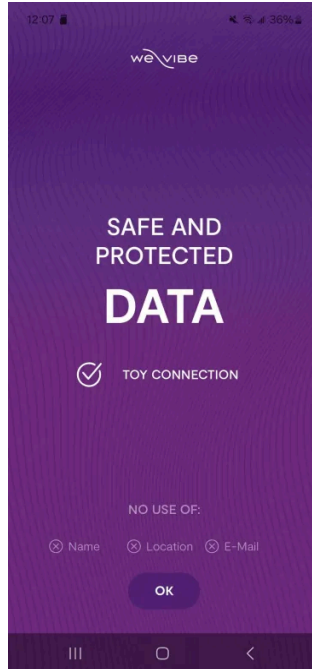 12:07 36%
we vibe
SAFE AND
PROTECTED
DATA
TOY CONNECTION
NO USE OF:
Name Location E-Mail
OK